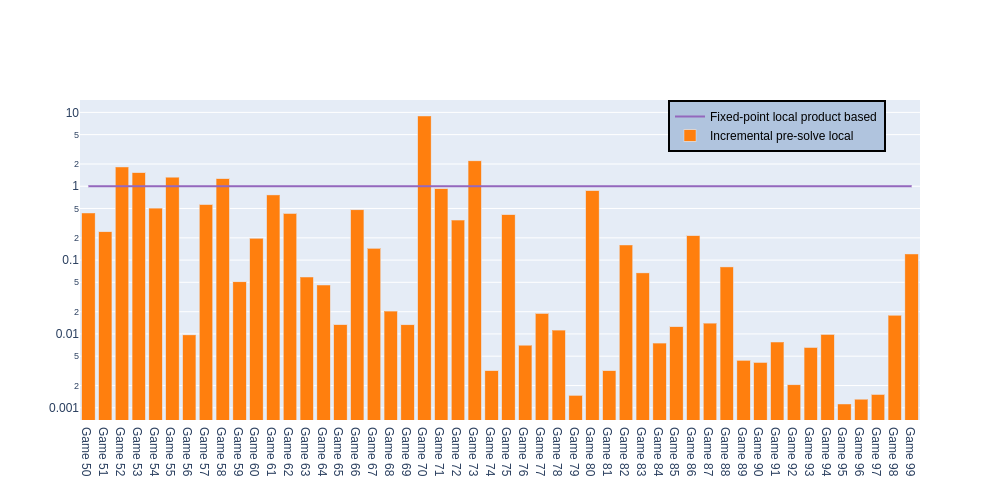 Fixed-point local product based
Incremental pre-solve local
10
5
2
1
5
2
0.1
5
2
0.01
5
2
0.001
Game 50
Game 51
Game 52
Game 53
Game 54
Game 55
Game 56
Game 57
Game 58
Game 59
Game 60
Game 61
Game 62
Game 63
Game 64
Game 65
Game 66
Game 67
Game 68
Game 69
Game 70
Game 71
Game 72
Game 73
Game 74
Game 75
Game 76
Game 77
Game 78
Game 79
Game 80
Game 81
Game 82
Game 83
Game 84
Game 85
Game 86
Game 87
Game 88
Game 89
Game 90
Game 91
Game 92
Game 93
Game 94
Game 95
Game 96
Game 97
Game 98
Game 99